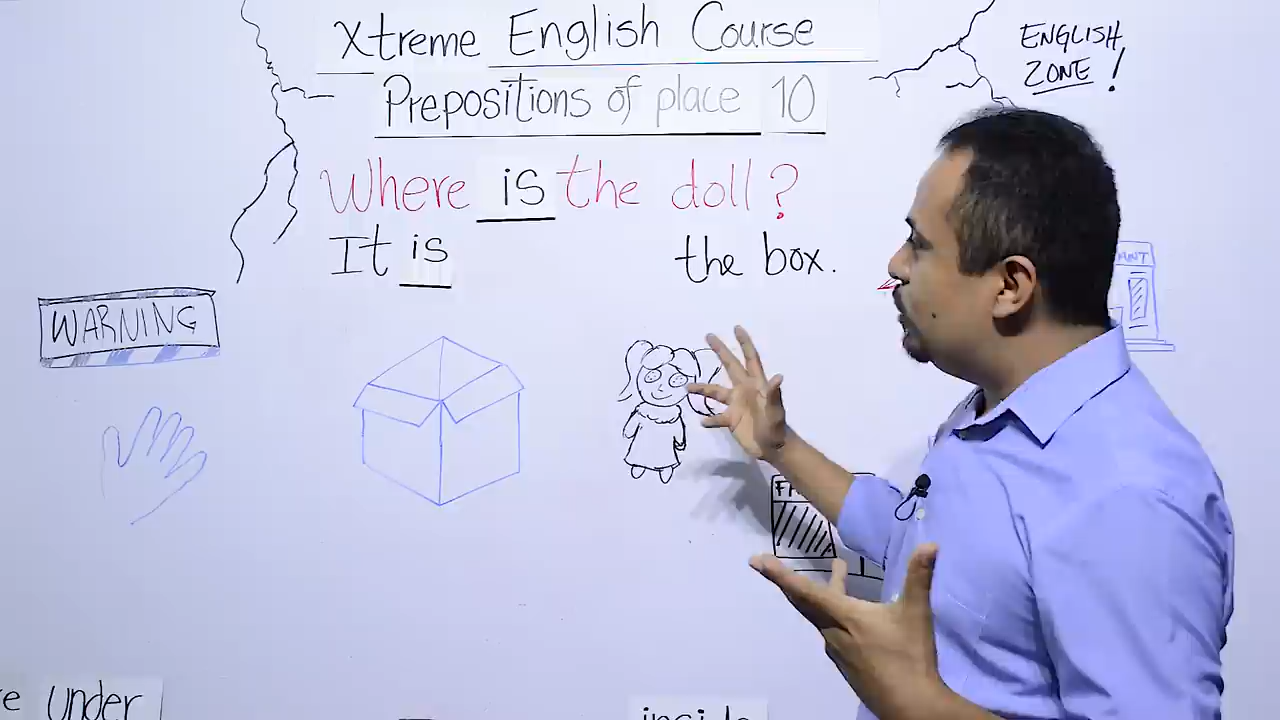 Xtreme English Course
Prepositions of place 10
ENGLISH
ZONE!
Where is the doll?
It is the box.
WARNING
under
inside